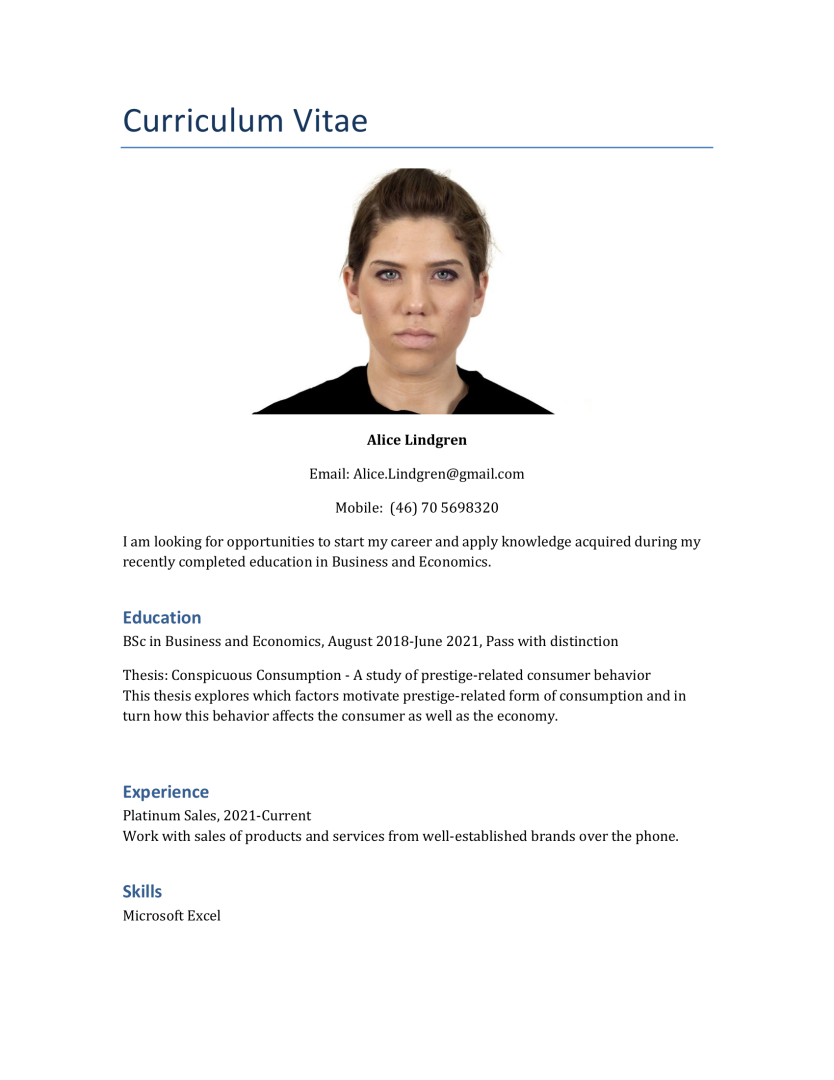 Curriculum Vitae
Alice Lindgren
Email: Alice.Lindgren@gmail.com
Mobile:  (46) 70 5698320
I am looking for opportunities to start my career and apply knowledge acquired during my
recently completed education in Business and Economics.
Education
BSc in Business and Economics, August 2018-June 2021, Pass with distinction
Thesis: Conspicuous Consumption - A study of prestige-related consumer behavior
This thesis explores which factors motivate prestige-related form of consumption and in
turn how this behavior affects the consumer as well as the economy.
Experience
Platinum Sales, 2021-Current
Work with sales of products and services from well-established brands over the phone.
Skills
Microsoft Excel